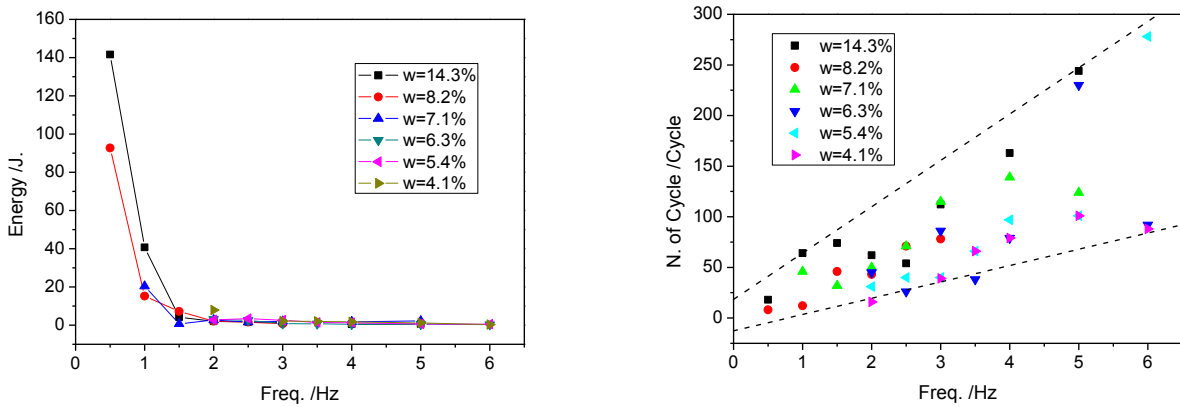 160
140
120
100
80
60
40
20
0
Energy /J.
0
1
2
3
4
5
6
Freq. /Hz
w=14.3%
w=8.2%
w=7.1%
w=6.3%
w=5.4%
w=4.1%
300
250
200
150
100
50
0
N. of Cycle /Cycle
0
1
2
3
4
5
6
Freq. /Hz
w=14.3%
w=8.2%
w=7.1%
w=6.3%
w=5.4%
w=4.1%